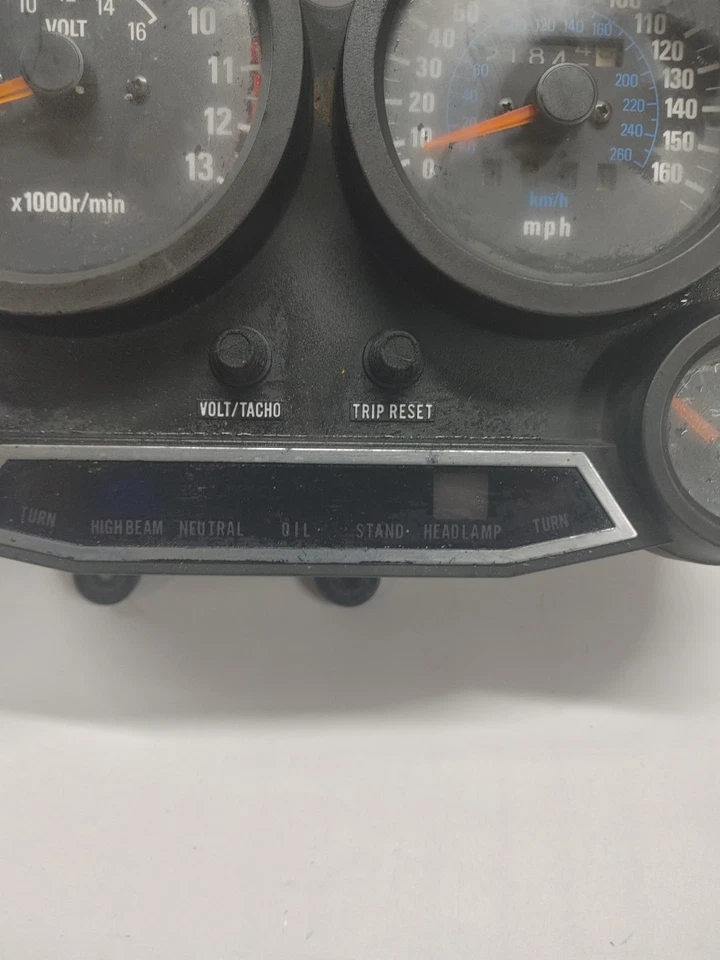 10 12 14 16
VOLT
10
11
12
13
x1000r/min
50
40
30
20
10
0
100
110
120
130
140
150
160
120 140 160
200
220
240
260
km/h
mph
VOLT/TACHO
TRIP RESET
TURN HIGH BEAM NEUTRAL OIL STAND HEADLAMP TURN